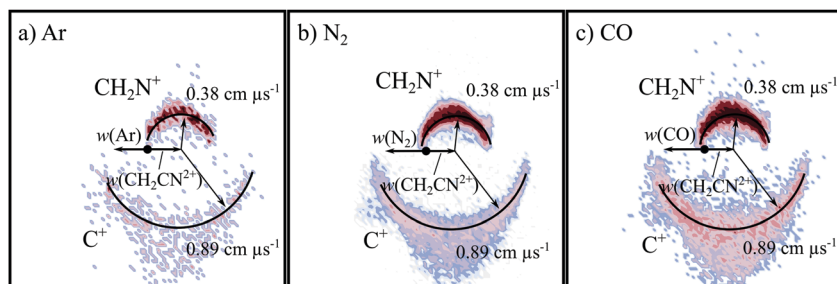 a) Ar
CH₂N⁺
0.38 cm μs⁻¹
w(Ar)
w(CH₂CN²⁺)
C⁺
0.89 cm μs⁻¹
b) N₂
CH₂N⁺
0.38 cm μs⁻¹
w(N₂)
w(CH₂CN²⁺)
C⁺
0.89 cm μs⁻¹
c) CO
CH₂N⁺
0.38 cm μs⁻¹
w(CO)
w(CH₂CN²⁺)
C⁺
0.89 cm μs⁻¹